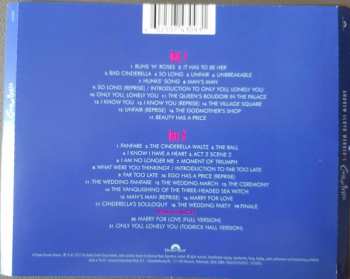 DISC 1
1. BUNS 'N' ROSES 2. IT HAS TO BE HER
3. BAD CINDERELLA 4. SO LONG 5. UNFAIR 6. UNBREAKABLE
7. HUNKS' SONG 8. MAN'S MAN
9. SO LONG (REPRISE) / INTRODUCTION TO ONLY YOU, LONELY YOU
10. ONLY YOU, LONELY YOU 11. THE QUEEN'S BOUDOIR IN THE PALACE
12. I KNOW YOU 13. I KNOW YOU (REPRISE) 14. THE VILLAGE SQUARE
15. UNFAIR (REPRISE) 16. THE GODMOTHER'S SHOP
17. BEAUTY HAS A PRICE
DISC 2
1. FANFARE 2. THE CINDERELLA WALTZ 3. THE BALL
4. I KNOW I HAVE A HEART 5. ACT 2 SCENE 2
6. I AM NO LONGER ME 7. MOMENT OF TRIUMPH
8. WHAT WERE YOU THINKING? / INTRODUCTION TO FAR TOO LATE
9. FAR TOO LATE 10. EGO HAS A PRICE (REPRISE)
11. THE WEDDING FANFARE 12. THE WEDDING MARCH 13. THE CEREMONY
14. THE VANQUISHING OF THE THREE-HEADED SEA WITCH
15. MAN'S MAN (REPRISE) 16. MARRY FOR LOVE
17. CINDERELLA'S SOLILOQUY 18. THE WEDDING PARTY 19. FINALE
20. MARRY FOR LOVE (FULL VERSION)
21. ONLY YOU, LONELY YOU (TODRICK HALL VERSION)
ANDREW LLOYD WEBBER'S Cinderella